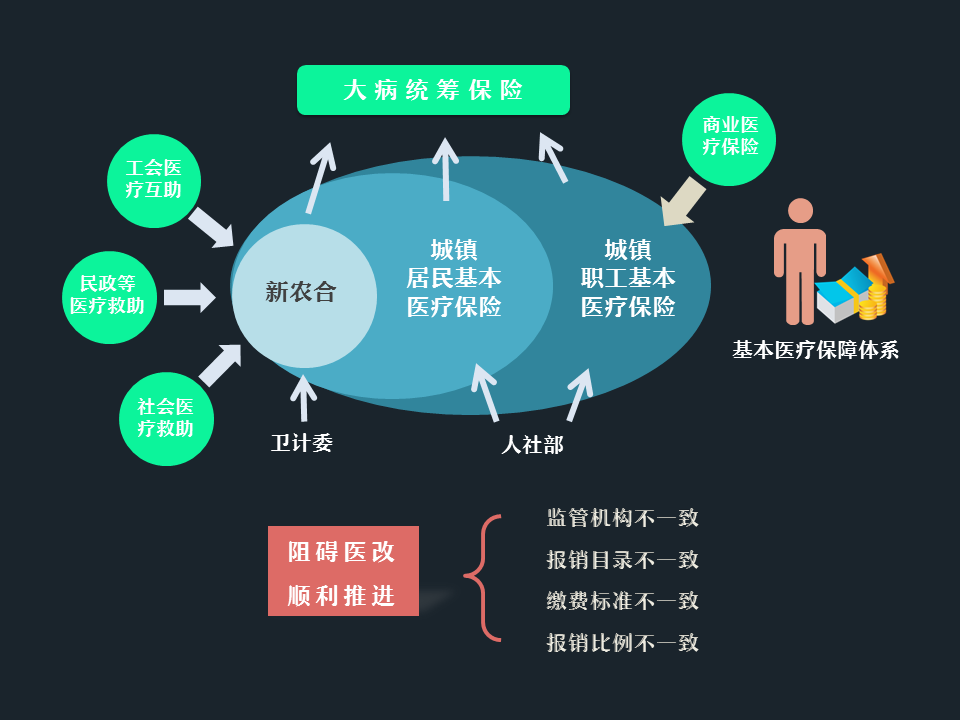 大病统筹保险
商业医
疗保险
工会医
疗互助
民政等
医疗救助
社会医
疗救助
新农合
城镇
居民基本
医疗保险
城镇
职工基本
医疗保险
基本医疗保障体系
卫计委
人社部
阻碍医改
顺利推进
监管机构不一致
报销目录不一致
缴费标准不一致
报销比例不一致